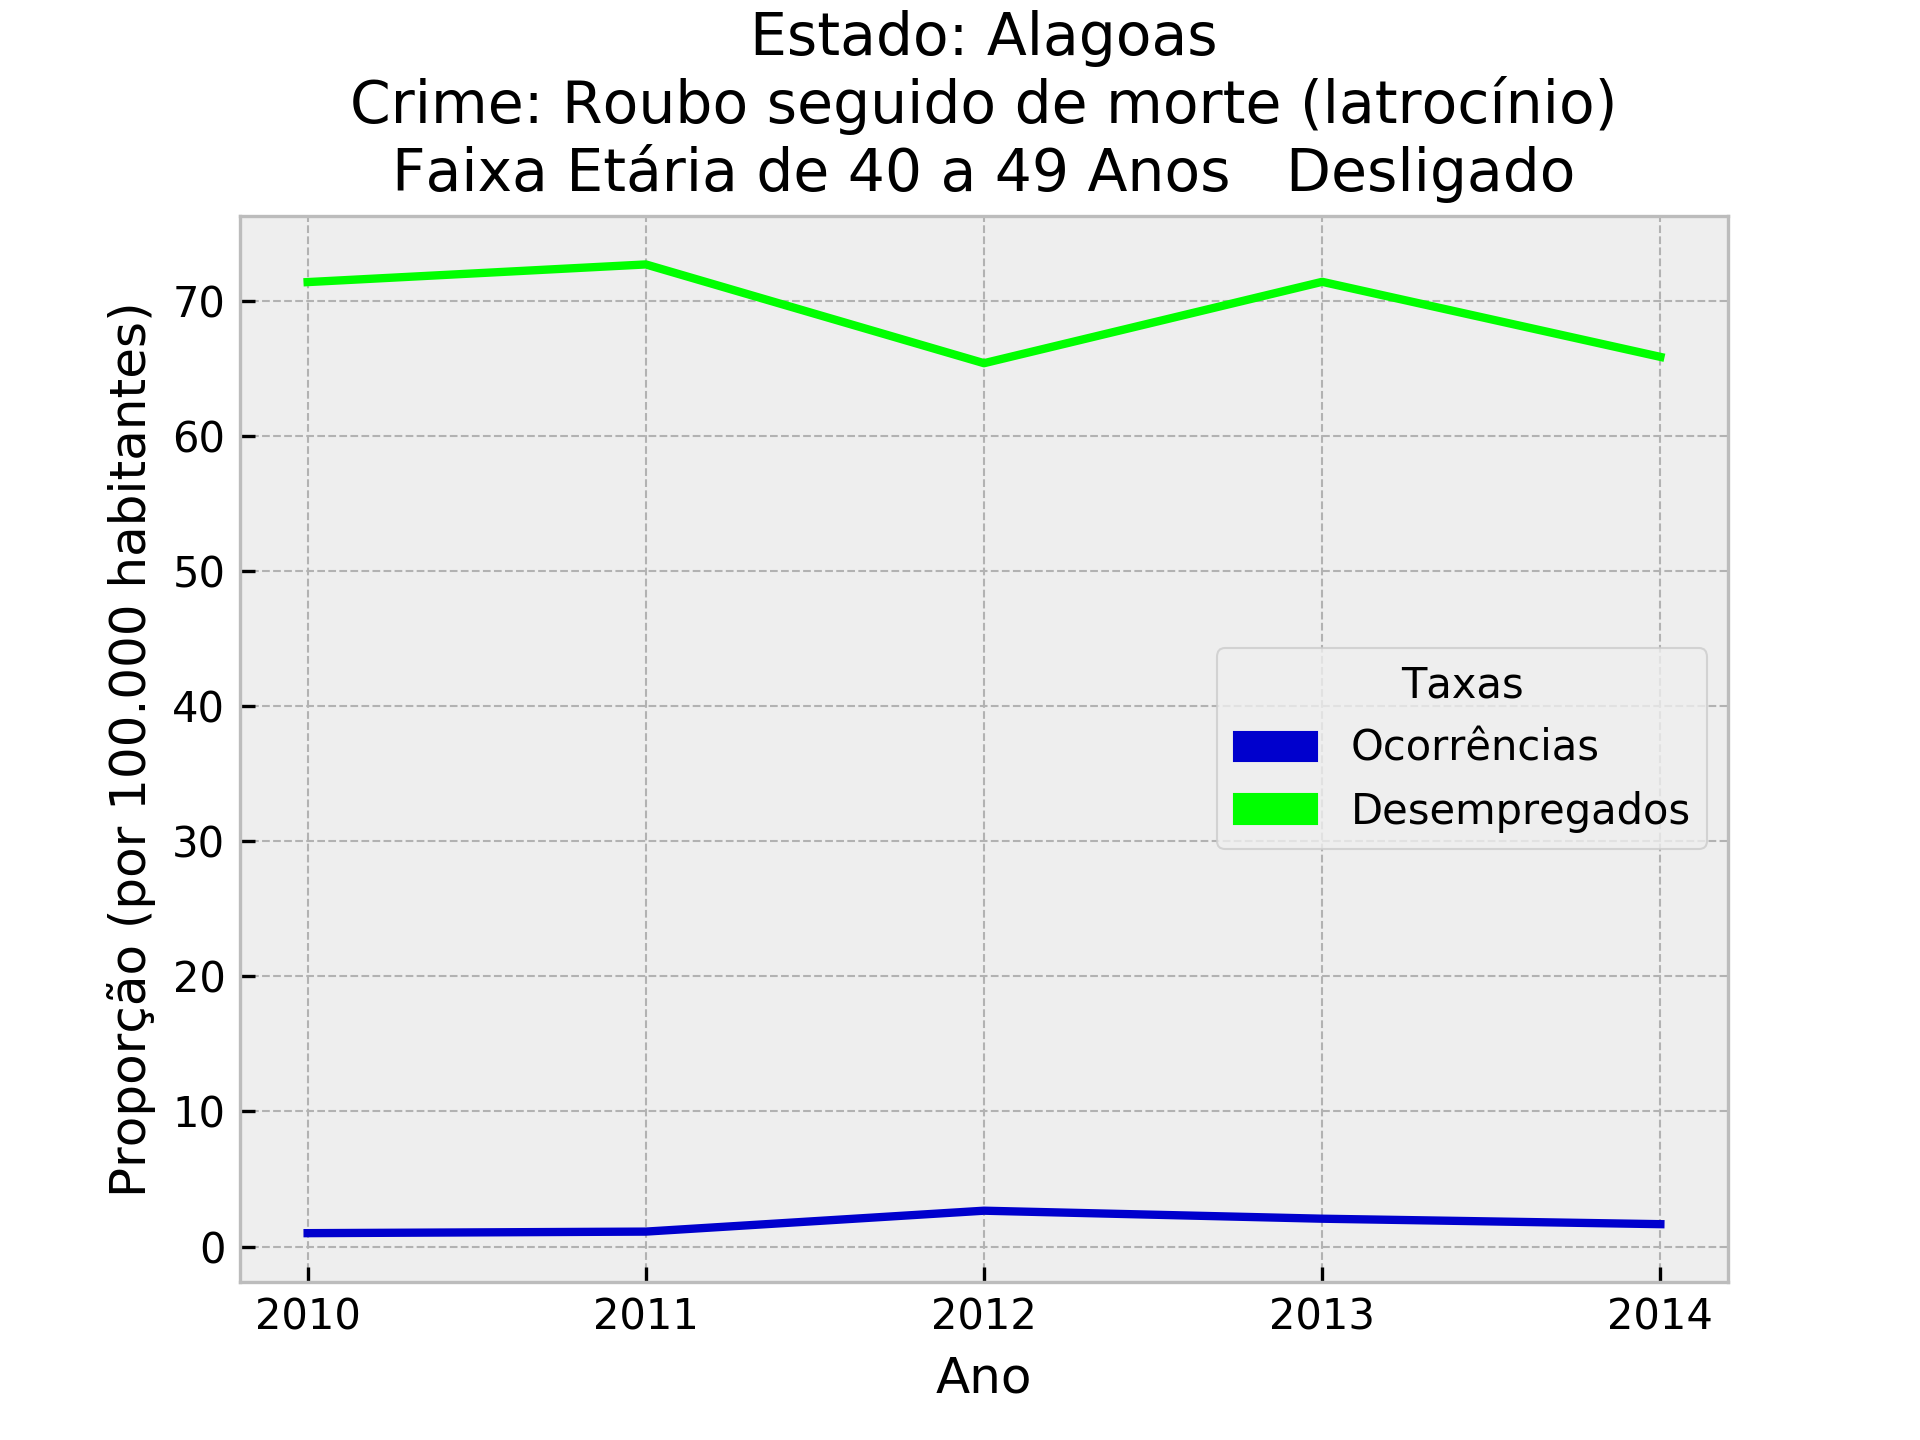 Estado: Alagoas
Crime: Roubo seguido de morte (latrocínio)
Faixa Etária de 40 a 49 Anos   Desligado
Proporção (por 100.000 habitantes)
70
60
50
40
30
20
10
0
Taxas
Ocorrências
Desempregados
2010 2011 2012 2013 2014
Ano